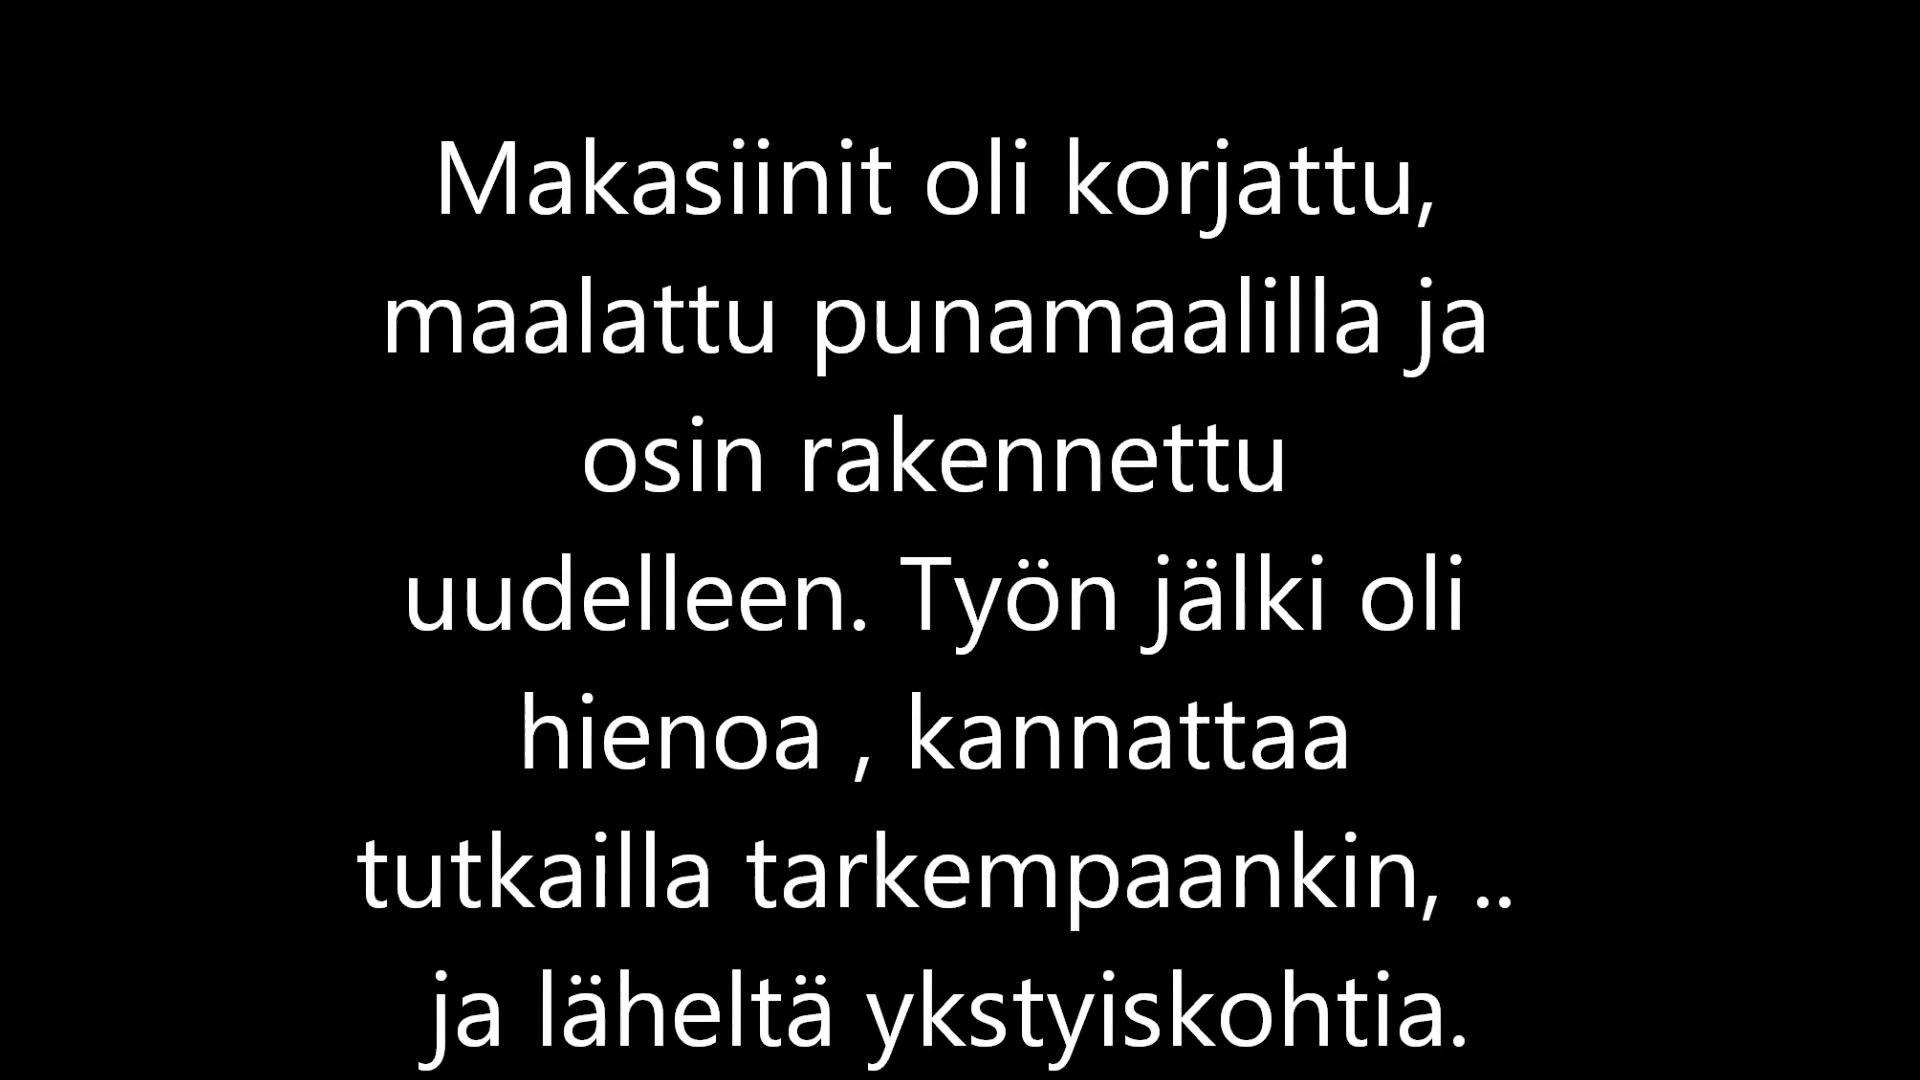 Makasiinit oli korjattu,
maalattu punamaalilla ja
osin rakennettu
uudelleen. Työn jälki oli
hienoa , kannattaa
tutkailla tarkempaankin, ..
ja läheltä ykstyiskohtia.